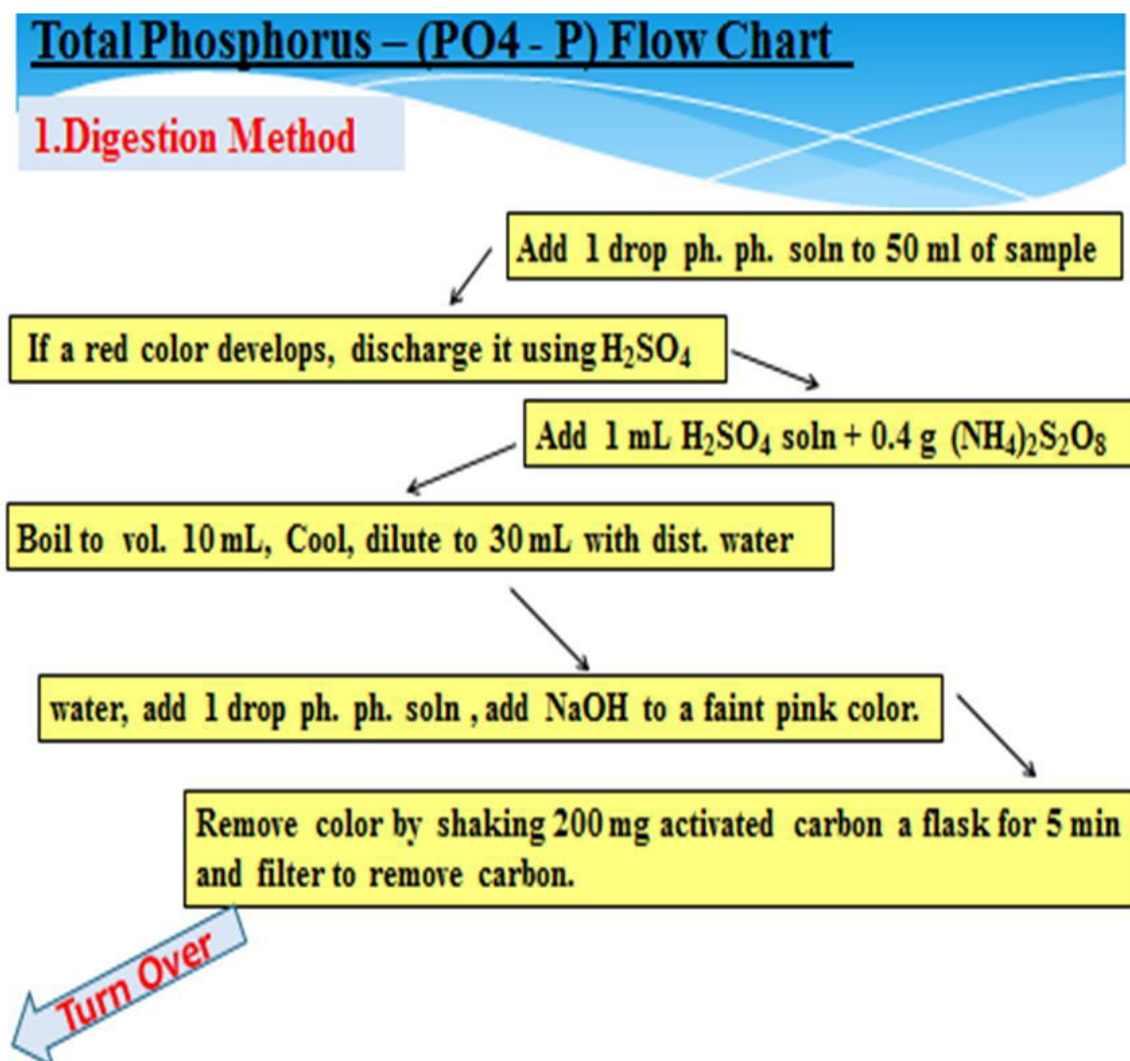 Total Phosphorus – (PO4 - P) Flow Chart
1.Digestion Method
Add 1 drop ph. ph. soln to 50 ml of sample
If a red color develops, discharge it using H₂SO₄
Add 1 mL H₂SO₄ soln + 0.4 g (NH₄)₂S₂O₈
Boil to vol. 10 mL, Cool, dilute to 30 mL with dist. water
water, add 1 drop ph. ph. soln , add NaOH to a faint pink color.
Remove color by shaking 200 mg activated carbon a flask for 5 min
and filter to remove carbon.
Turn Over